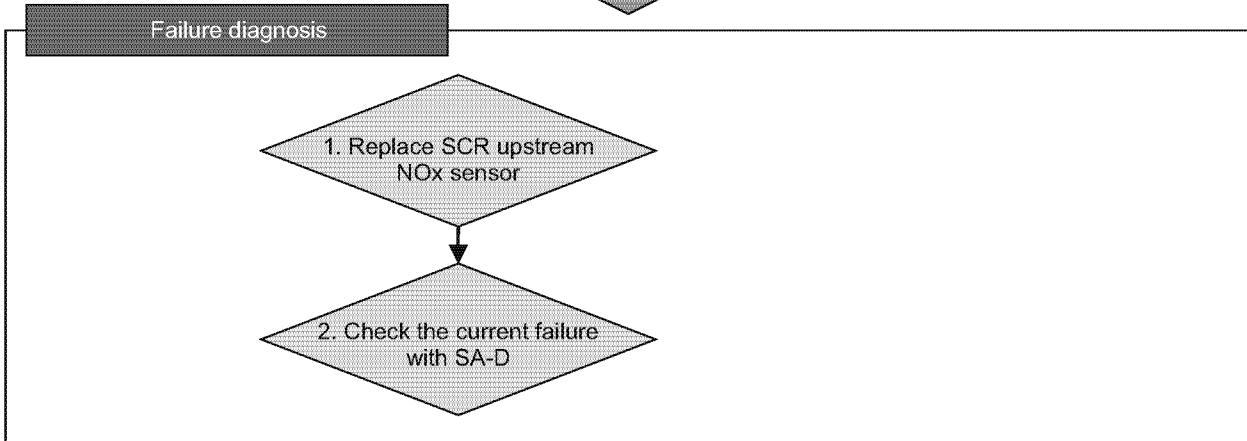 Failure diagnosis
1. Replace SCR upstream
NOx sensor
2. Check the current failure
with SA-D